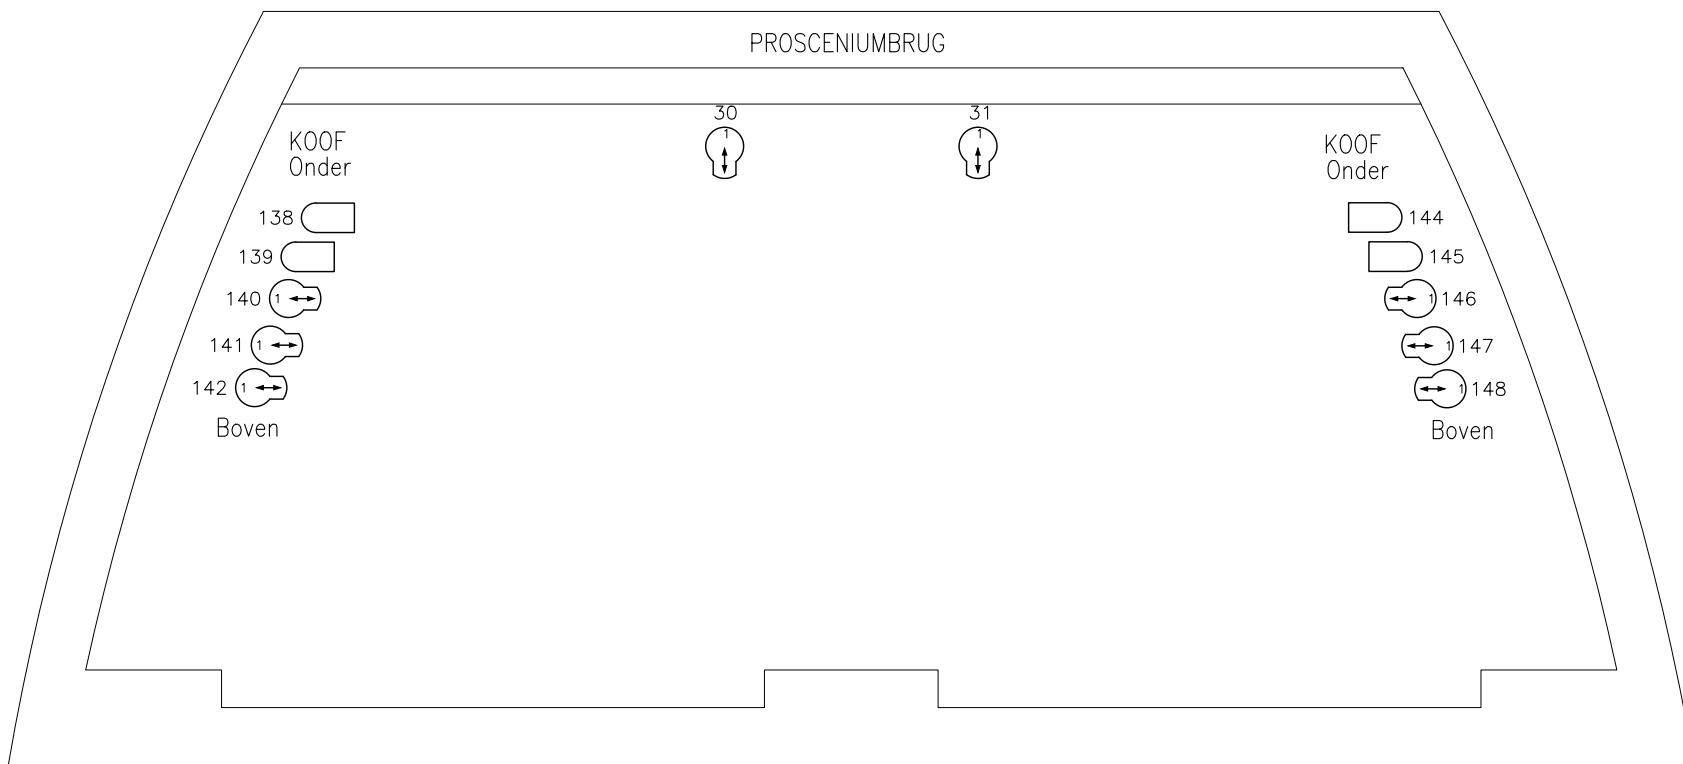 PROSCENIUMBRUG
30
1
31
1
KOOF
Onder
138
139
140 1
141 1
142 1
Boven
KOOF
Onder
144
145
1 146
1 147
1 148
Boven